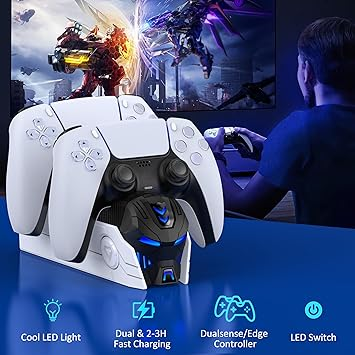 Cool LED Light
Dual & 2-3H
Fast Charging
Dualsense/Edge
Controller
LED Switch